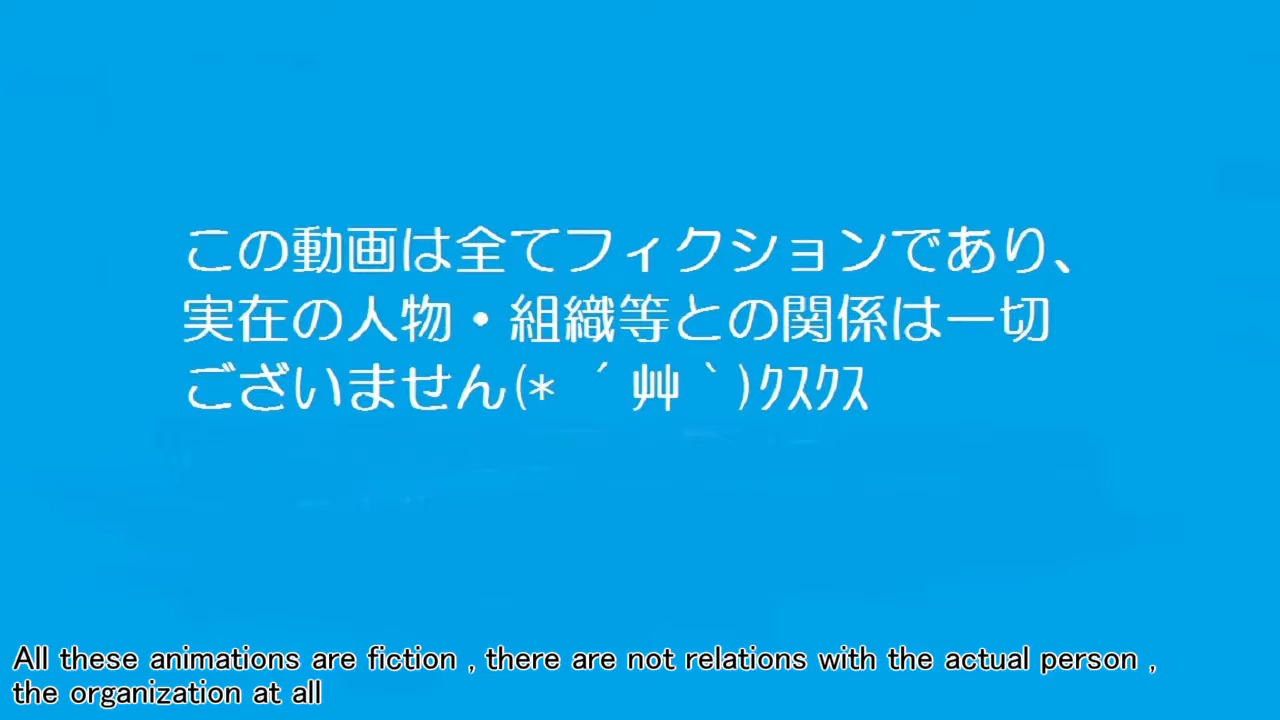 この動画は全てフィクションであり、
実在の人物・組織等との関係は一切
ございません(* ´艸｀)ｸｽｸｽ
All these animations are fiction , there are not relations with the actual person ,
the organization at all